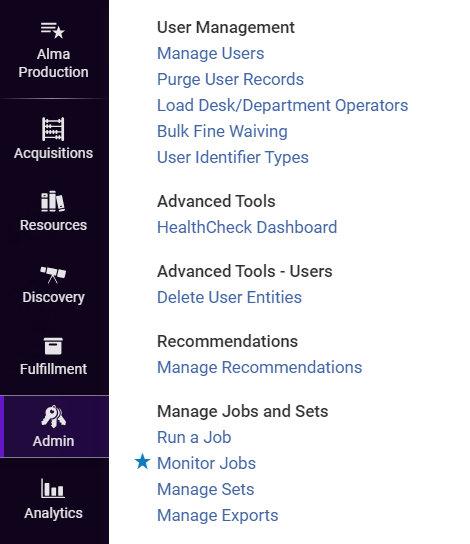 Alma
Production
Acquisitions
Resources
Discovery
Fulfillment
Admin
Analytics
User Management
Manage Users
Purge User Records
Load Desk/Department Operators
Bulk Fine Waiving
User Identifier Types
Advanced Tools
HealthCheck Dashboard
Advanced Tools - Users
Delete User Entities
Recommendations
Manage Recommendations
Manage Jobs and Sets
Run a Job
Monitor Jobs
Manage Sets
Manage Exports